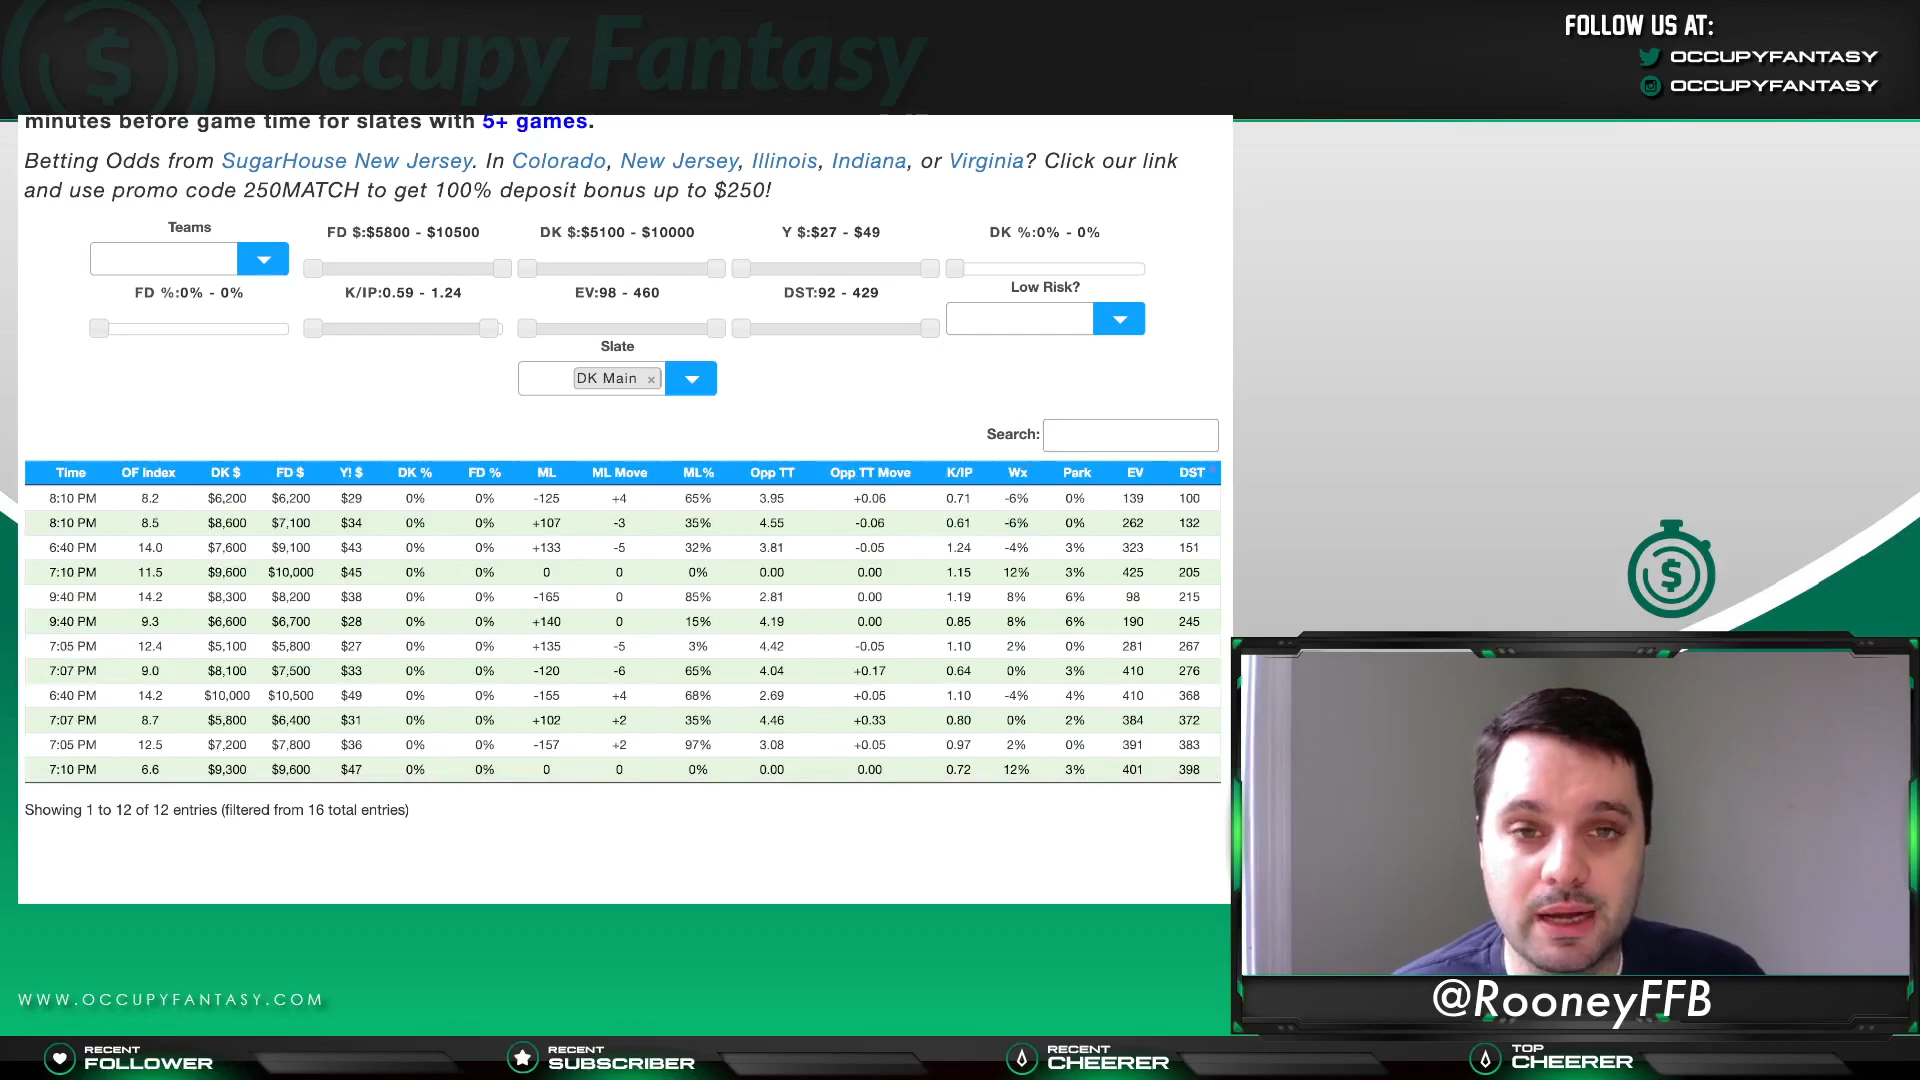 Occupy Fantasy
FOLLOW US AT:
OCCUPYFANTASY
OCCUPYFANTASY
minutes before game time for slates with 5+ games.
Betting Odds from SugarHouse New Jersey. In Colorado, New Jersey, Illinois, Indiana, or Virginia? Click our link
and use promo code 250MATCH to get 100% deposit bonus up to $250!
Teams
FD $:$5800 - $10500
DK $:$5100 - $10000
Y $:$27 - $49
DK %:0% - 0%
FD %:0% - 0%
K/IP:0.59 - 1.24
EV:98 - 460
DST:92 - 429
Low Risk?
Slate
DK Main ×
Search:
Time OF Index DK $ FD $ Y! $ DK % FD % ML ML Move ML% Opp TT Opp TT Move K/IP Wx Park EV DST
8:10 PM 8.2 $6,200 $6,200 $29 0% 0% -125 +4 65% 3.95 +0.06 0.71 -6% 0% 139 100
8:10 PM 8.5 $8,600 $7,100 $34 0% 0% +107 -3 35% 4.55 -0.06 0.61 -6% 0% 262 132
6:40 PM 14.0 $7,600 $9,100 $43 0% 0% +133 -5 32% 3.81 -0.05 1.24 -4% 3% 323 151
7:10 PM 11.5 $9,600 $10,000 $45 0% 0% 0 0 0% 0.00 0.00 1.15 12% 3% 425 205
9:40 PM 14.2 $8,300 $8,200 $38 0% 0% -165 0 85% 2.81 0.00 1.19 8% 6% 98 215
9:40 PM 9.3 $6,600 $6,700 $28 0% 0% +140 0 15% 4.19 0.00 0.85 8% 6% 190 245
7:05 PM 12.4 $5,100 $5,800 $27 0% 0% +135 -5 3% 4.42 -0.05 1.10 2% 0% 281 267
7:07 PM 9.0 $8,100 $7,500 $33 0% 0% -120 -6 65% 4.04 +0.17 0.64 0% 3% 410 276
6:40 PM 14.2 $10,000 $10,500 $49 0% 0% -155 +4 68% 2.69 +0.05 1.10 -4% 4% 410 368
7:07 PM 8.7 $5,800 $6,400 $31 0% 0% +102 +2 35% 4.46 +0.33 0.80 0% 2% 384 372
7:05 PM 12.5 $7,200 $7,800 $36 0% 0% -157 +2 97% 3.08 +0.05 0.97 2% 0% 391 383
7:10 PM 6.6 $9,300 $9,600 $47 0% 0% 0 0 0% 0.00 0.00 0.72 12% 3% 401 398
Showing 1 to 12 of 12 entries (filtered from 16 total entries)
WWW.OCCUPYFANTASY.COM
@RooneyFFB
RECENT
FOLLOWER
RECENT
SUBSCRIBER
RECENT
CHEERER
TOP
CHEERER